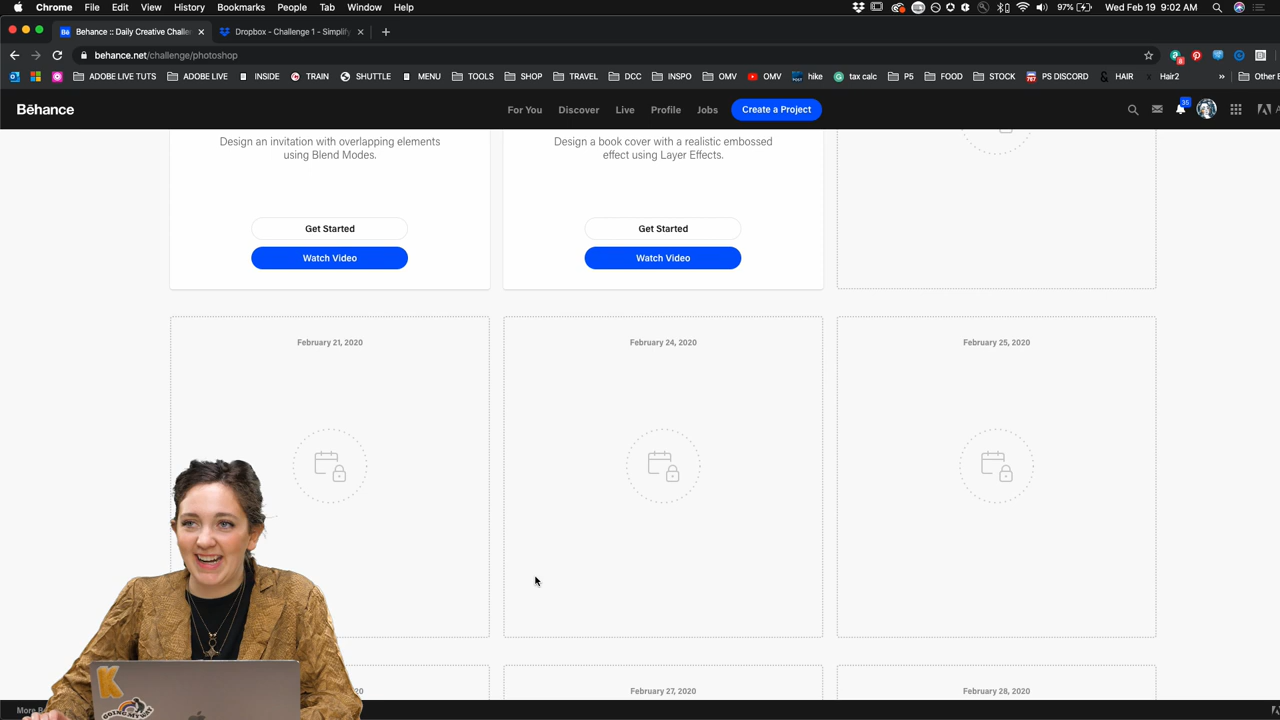 Chrome File Edit View History Bookmarks People Tab Window Help 97% Wed Feb 19 9:02 AM
Behance :: Daily Creative Challe Dropbox - Challenge 1 - Simplify
behance.net/challenge/photoshop
ADOBE LIVE TUTS ADOBE LIVE INSIDE TRAIN SHUTTLE MENU TOOLS SHOP TRAVEL DCC INSPO OMV OMV hike tax calc P5 FOOD STOCK PS DISCORD HAIR Hair2 » Other
Bēhance For You Discover Live Profile Jobs Create a Project 35
Design an invitation with overlapping elements
using Blend Modes.
Get Started
Watch Video
Design a book cover with a realistic embossed
effect using Layer Effects.
Get Started
Watch Video
February 21, 2020 February 24, 2020 February 25, 2020
20 February 27, 2020 February 28, 2020
More
K